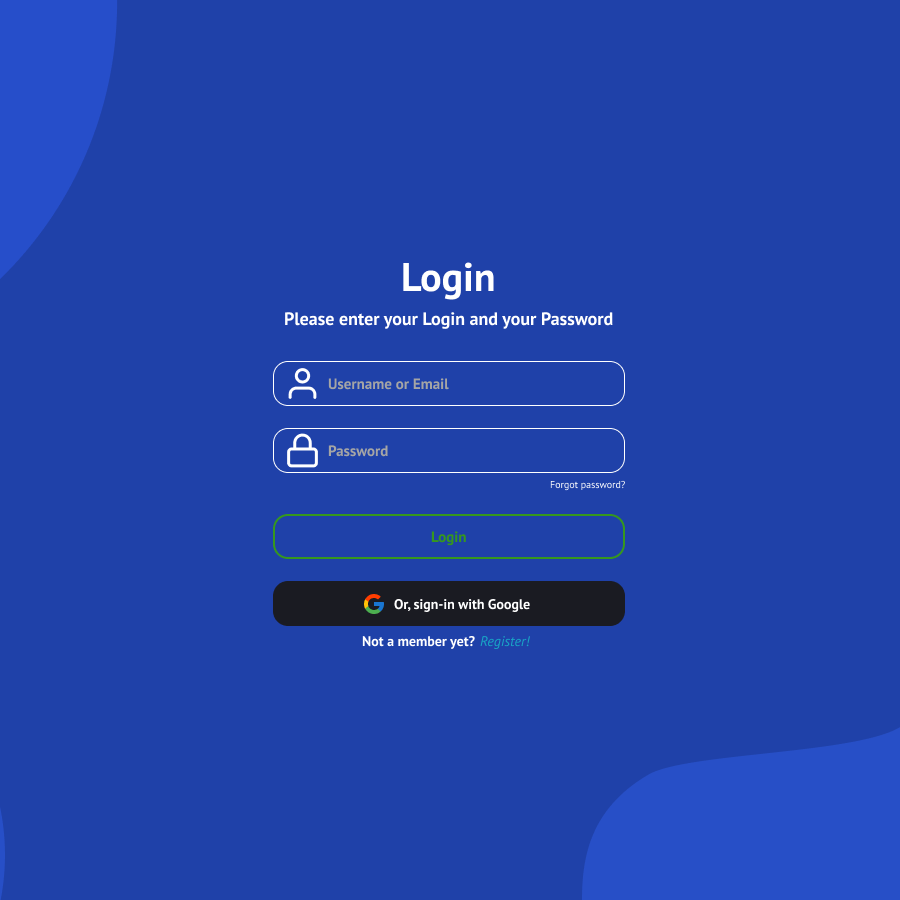 Login
Please enter your Login and your Password
Username or Email
Password
Forgot password?
Login
Or, sign-in with Google
Not a member yet? Register!